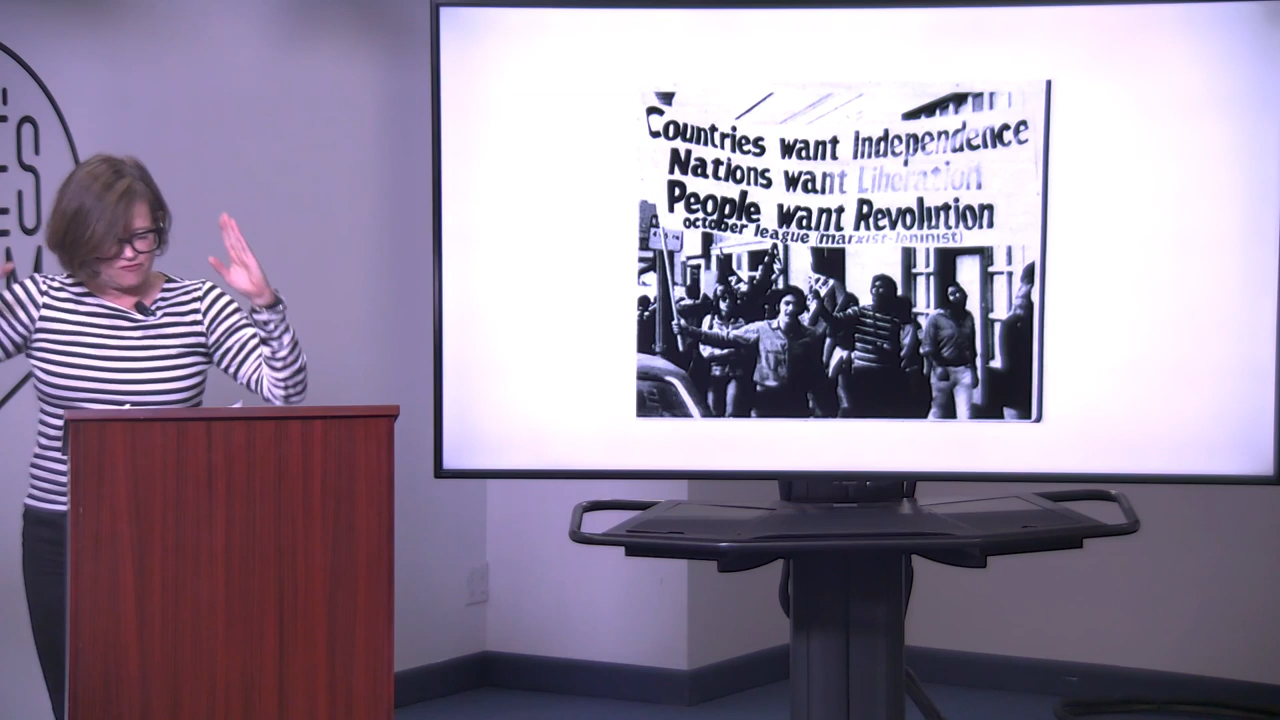 Countries want Independence
Nations want Liberation
People want Revolution
october league (marxist-leninist)